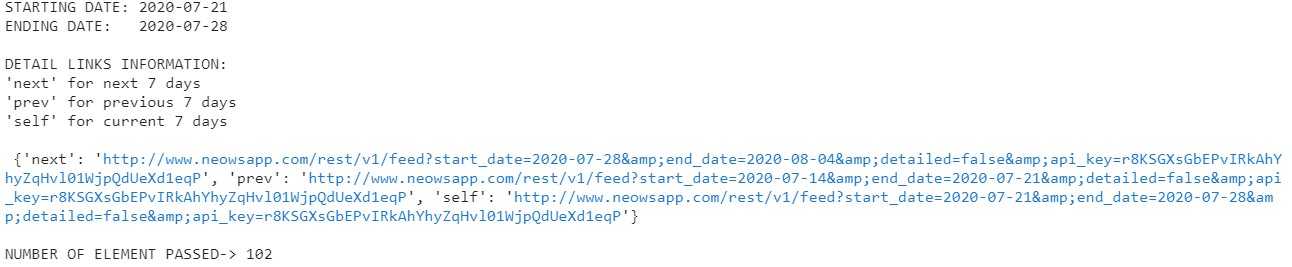 STARTING DATE: 2020-07-21
ENDING DATE:   2020-07-28
DETAIL LINKS INFORMATION:
'next' for next 7 days
'prev' for previous 7 days
'self' for current 7 days
{'next': 'http://www.neowsapp.com/rest/v1/feed?start_date=2020-07-28&amp;end_date=2020-08-04&amp;detailed=false&amp;api_key=r8KSGXsGbEPvIRkAhY
hyZqHvl01WjpQdUeXd1eqP', 'prev': 'http://www.neowsapp.com/rest/v1/feed?start_date=2020-07-14&amp;end_date=2020-07-21&amp;detailed=false&amp;api
_key=r8KSGXsGbEPvIRkAhYhyZqHvl01WjpQdUeXd1eqP', 'self': 'http://www.neowsapp.com/rest/v1/feed?start_date=2020-07-21&amp;end_date=2020-07-28&am
p;detailed=false&amp;api_key=r8KSGXsGbEPvIRkAhYhyZqHvl01WjpQdUeXd1eqP'}
NUMBER OF ELEMENT PASSED-> 102